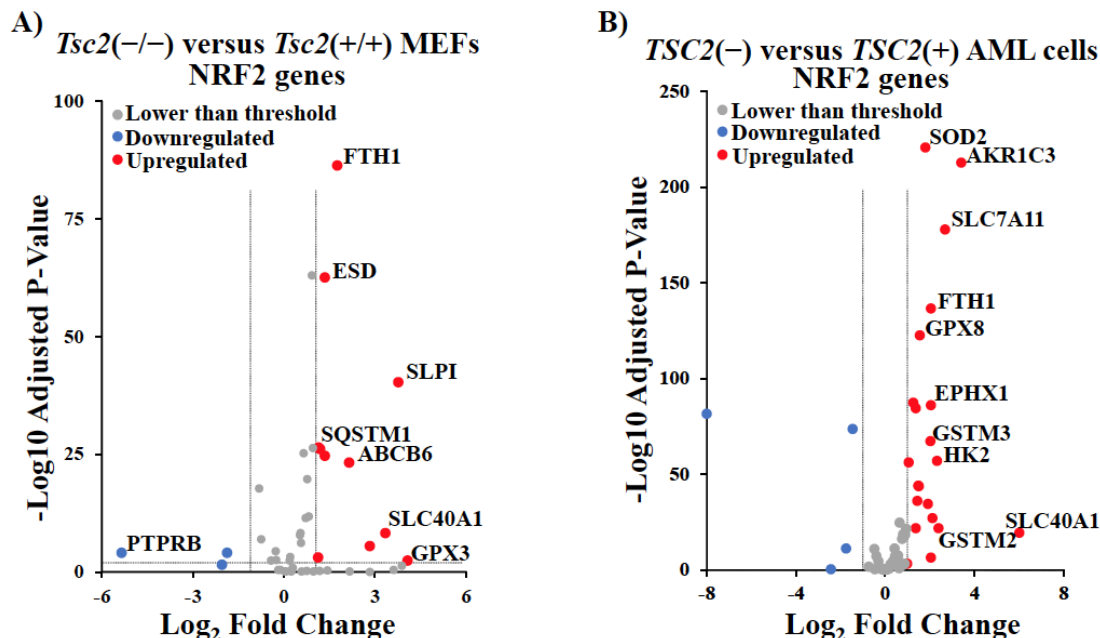 A)
Tsc2(−/−) versus Tsc2(+/+) MEFs
NRF2 genes
100
75
50
25
0
-Log10 Adjusted P-Value
Lower than threshold
Downregulated
Upregulated
FTH1
ESD
SLPI
SQSTM1
ABCB6
SLC40A1
PTPRB
GPX3
-6
-3
0
3
6
Log2 Fold Change
B)
TSC2(−) versus TSC2(+) AML cells
NRF2 genes
250
200
150
100
50
0
-Log10 Adjusted P-Value
Lower than threshold
Downregulated
Upregulated
SOD2
AKR1C3
SLC7A11
FTH1
GPX8
EPHX1
GSTM3
HK2
SLC40A1
GSTM2
-8
-4
0
4
8
Log2 Fold Change